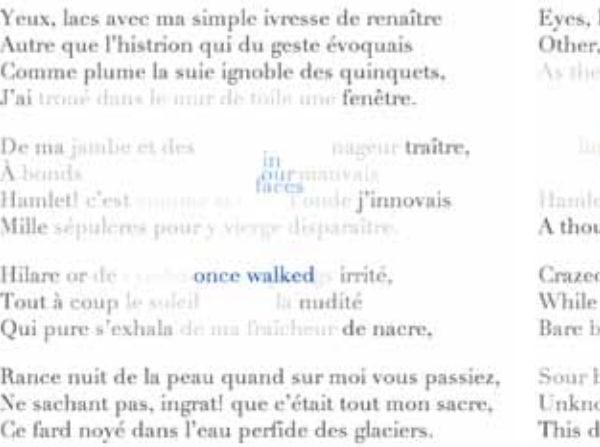 Yeux, lacs avec ma simple ivresse de renaître
Autre que l'histrion qui du geste évoquais
Comme plume la suie ignoble des quinquets,
J'ai troué dans le mur de toile une fenêtre.
De ma jambe et des nageur traître,
in
À bonds our mauvais
faces
Hamlet! c'est l'onde j'innovais
Mille sépulcres pour y vierge disparaître.
Hilare or de once walked irrité,
Tout à coup le soleil la nudité
Qui pure s'exhala de ma fraîcheur de nacre,
Rance nuit de la peau quand sur moi vous passiez,
Ne sachant pas, ingrat! que c'était tout mon sacre,
Ce fard noyé dans l'eau perfide des glaciers.
Eyes,
Other,
As the
A thou
Crazed
While
Bare b
Sour b
Unkno
This d